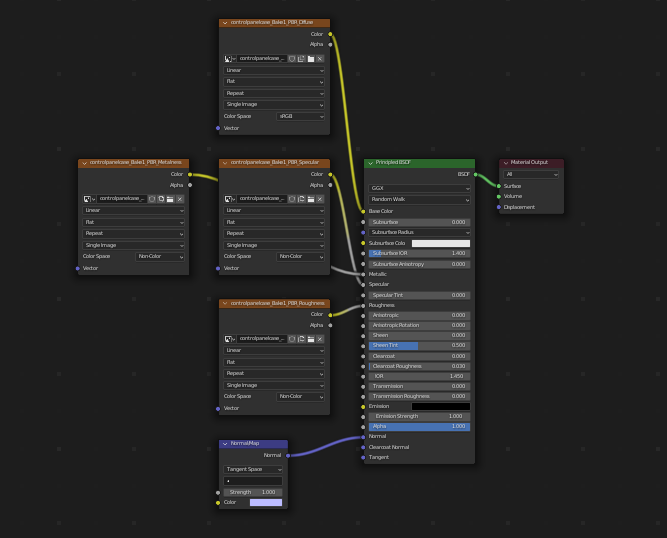 controlpanelcase_Bake1_PBR_Diffuse
Color
Alpha
controlpanelcase_...
Linear
Flat
Repeat
Single Image
Color Space
sRGB
Vector
controlpanelcase_Bake1_PBR_Metalness
Color
Alpha
controlpanelcase_...
Linear
Flat
Repeat
Single Image
Color Space
Non-Color
Vector
controlpanelcase_Bake1_PBR_Specular
Color
Alpha
controlpanelcase_...
Linear
Flat
Repeat
Single Image
Color Space
Non-Color
Vector
controlpanelcase_Bake1_PBR_Roughness
Color
Alpha
controlpanelcase_...
Linear
Flat
Repeat
Single Image
Color Space
Non-Color
Vector
Normal Map
Normal
Tangent Space
Strength 1.000
Color
Principled BSDF
BSDF
GGX
Random Walk
Base Color
Subsurface 0.000
Subsurface Radius
Subsurface Colo
Subsurface IOR 1.400
Subsurface Anisotropy 0.000
Metallic
Specular
Specular Tint 0.000
Roughness
Anisotropic 0.000
Anisotropic Rotation 0.000
Sheen 0.000
Sheen Tint 0.500
Clearcoat 0.000
Clearcoat Roughness 0.030
IOR 1.450
Transmission 0.000
Transmission Roughness 0.000
Emission
Emission Strength 1.000
Alpha 1.000
Normal
Clearcoat Normal
Tangent
Material Output
All
Surface
Volume
Displacement